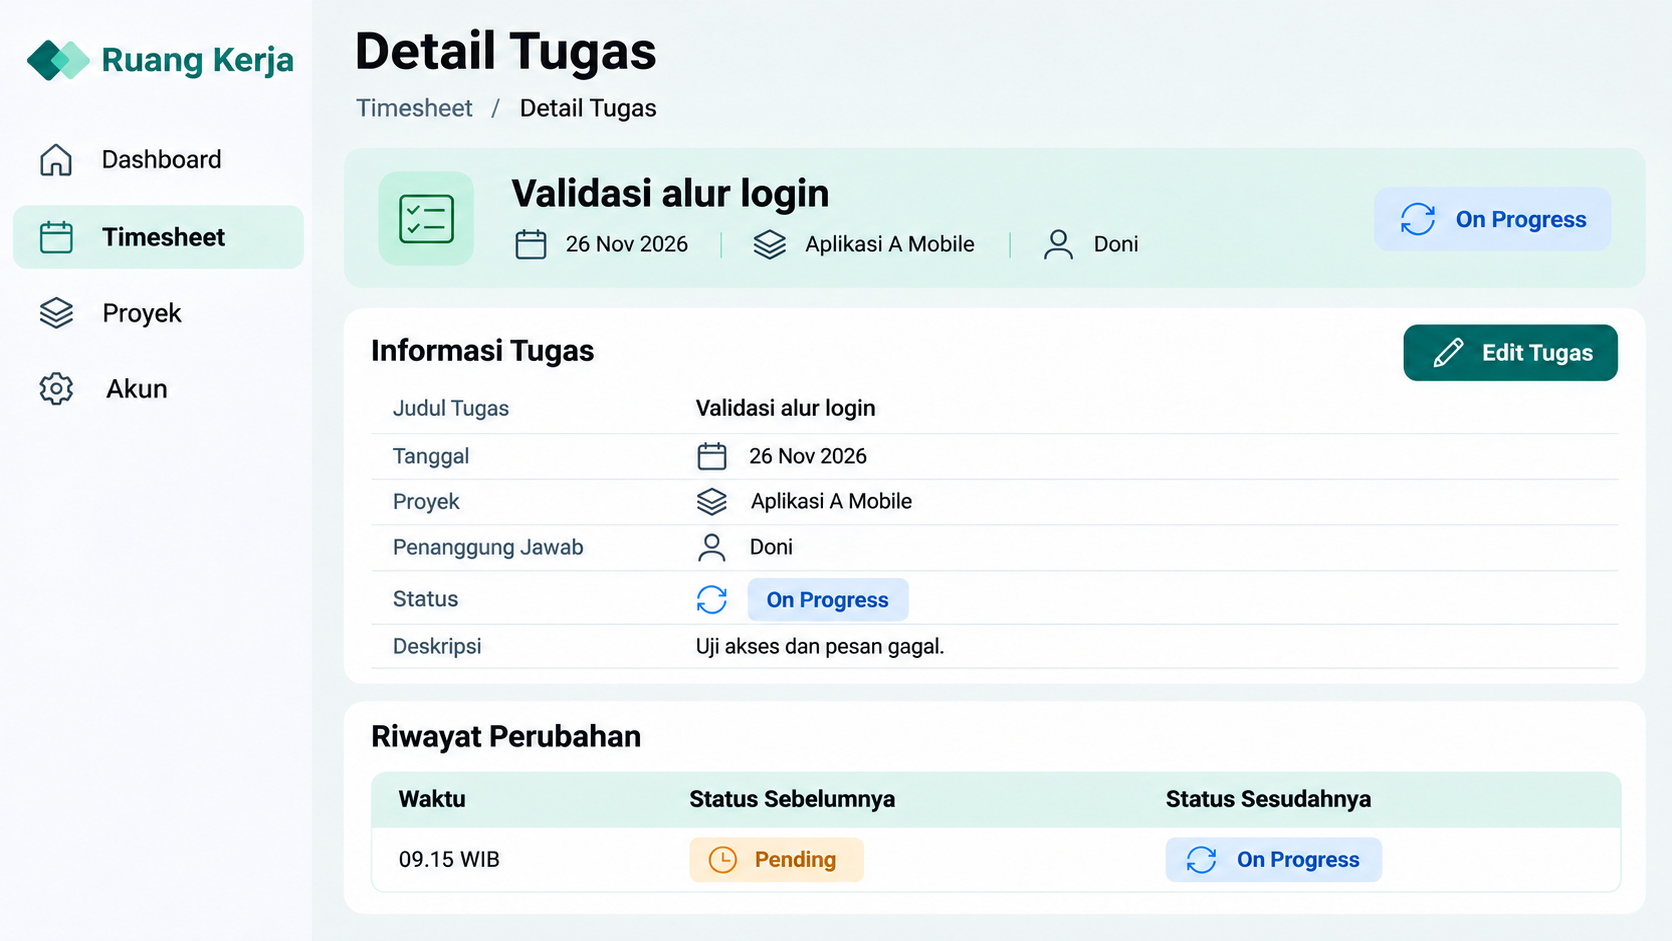 Ruang Kerja
Dashboard
Timesheet
Proyek
Akun
Detail Tugas
Timesheet / Detail Tugas
Validasi alur login
26 Nov 2026 | Aplikasi A Mobile | Doni
On Progress
Informasi Tugas
Edit Tugas
Judul Tugas Validasi alur login
Tanggal 26 Nov 2026
Proyek Aplikasi A Mobile
Penanggung Jawab Doni
Status On Progress
Deskripsi Uji akses dan pesan gagal.
Riwayat Perubahan
Waktu Status Sebelumnya Status Sesudahnya
09.15 WIB Pending On Progress